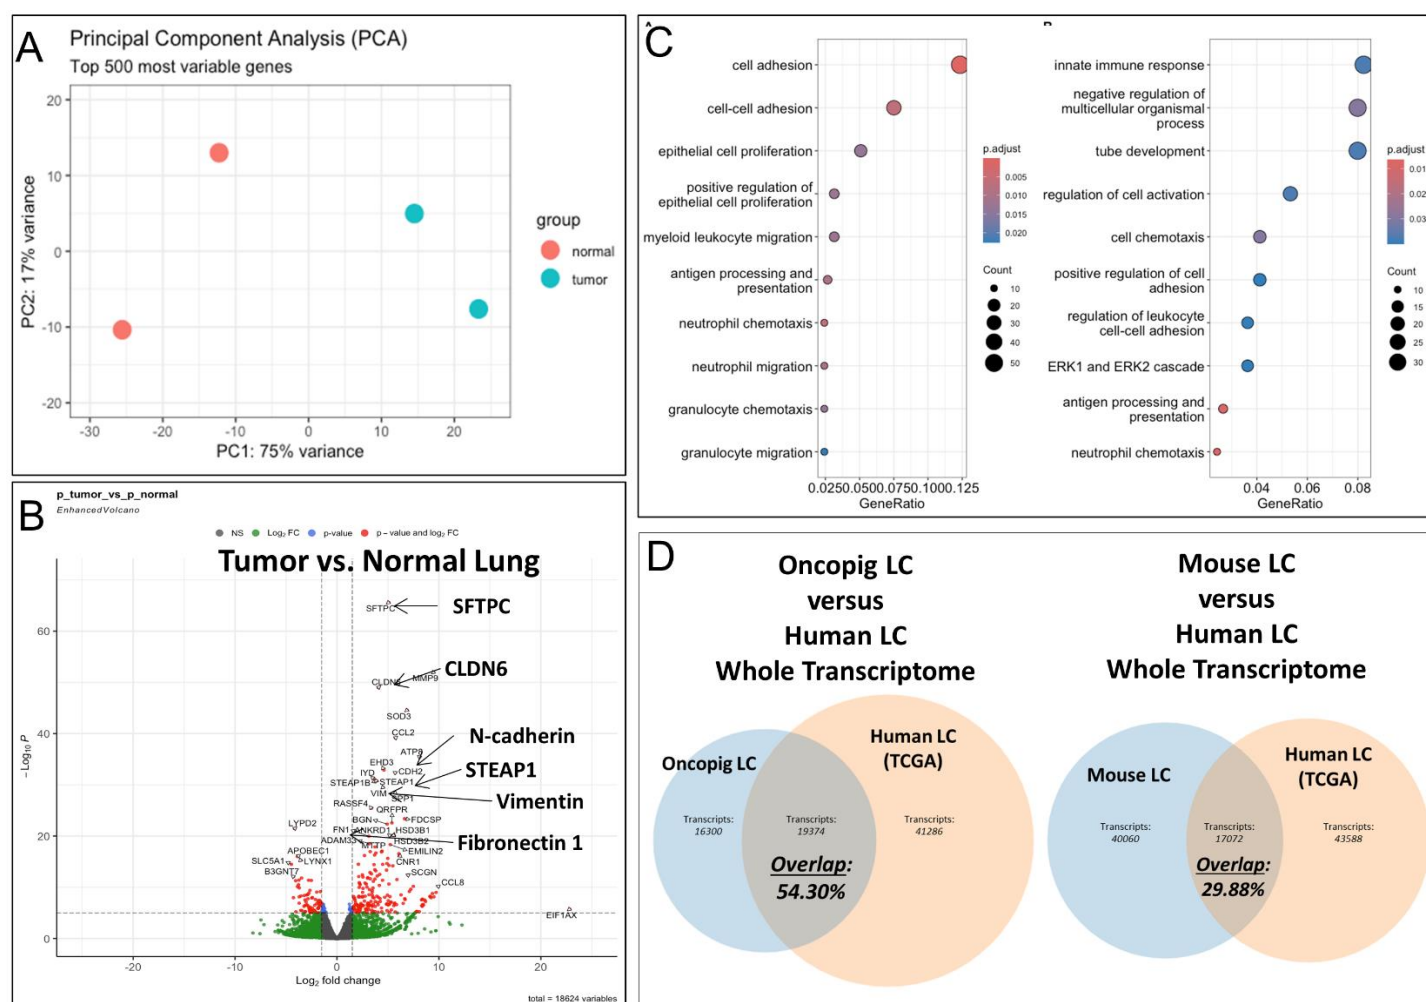 A
Principal Component Analysis (PCA)
Top 500 most variable genes
20
10
0
-10
-20
PC2: 17% variance
-30
-20
-10
0
10
20
PC1: 75% variance
group
normal
tumor
B
p_tumor_vs_p_normal
EnhancedVolcano
NS
Log2 FC
p-value
p – value and log2 FC
Tumor vs. Normal Lung
SFTPC
SFTPC
CLDN6
MMP9
SOD3
CCL2
N-cadherin
EHD3
IYD
CDH2
STEAP1
STEAP1B
STEAP1
VIM
SPP1
Vimentin
RASSF4
QRFPR
LYPD2
BGN
FDCSP
FN1
ANKRD1
HSD3B1
Fibronectin 1
ADAM33
MTTP
HSD3B2
EMILIN2
APOBEC1
SLC5A1
LYNX1
CNR1
B3GNT7
SCGN
CCL8
EIF1AX
60
40
20
0
–Log10 P
-20
-10
0
10
20
Log2 fold change
total = 18624 variables
C
cell adhesion
cell-cell adhesion
epithelial cell proliferation
positive regulation of
epithelial cell proliferation
myeloid leukocyte migration
antigen processing and
presentation
neutrophil chemotaxis
neutrophil migration
granulocyte chemotaxis
granulocyte migration
0.0250.0500.0750.1000.125
GeneRatio
p.adjust
0.005
0.010
0.015
0.020
Count
10
20
30
40
50
innate immune response
negative regulation of
multicellular organismal
process
tube development
regulation of cell activation
cell chemotaxis
positive regulation of cell
adhesion
regulation of leukocyte
cell-cell adhesion
ERK1 and ERK2 cascade
antigen processing and
presentation
neutrophil chemotaxis
0.04
0.06
0.08
GeneRatio
p.adjust
0.01
0.03
Count
10
15
20
25
30
D
Oncopig LC
versus
Human LC
Whole Transcriptome
Oncopig LC
Human LC
(TCGA)
Transcripts:
16300
Transcripts:
19374
Transcripts:
41286
Overlap:
54.30%
Mouse LC
versus
Human LC
Whole Transcriptome
Mouse LC
Human LC
(TCGA)
Transcripts:
40060
Transcripts:
17072
Transcripts:
43588
Overlap:
29.88%